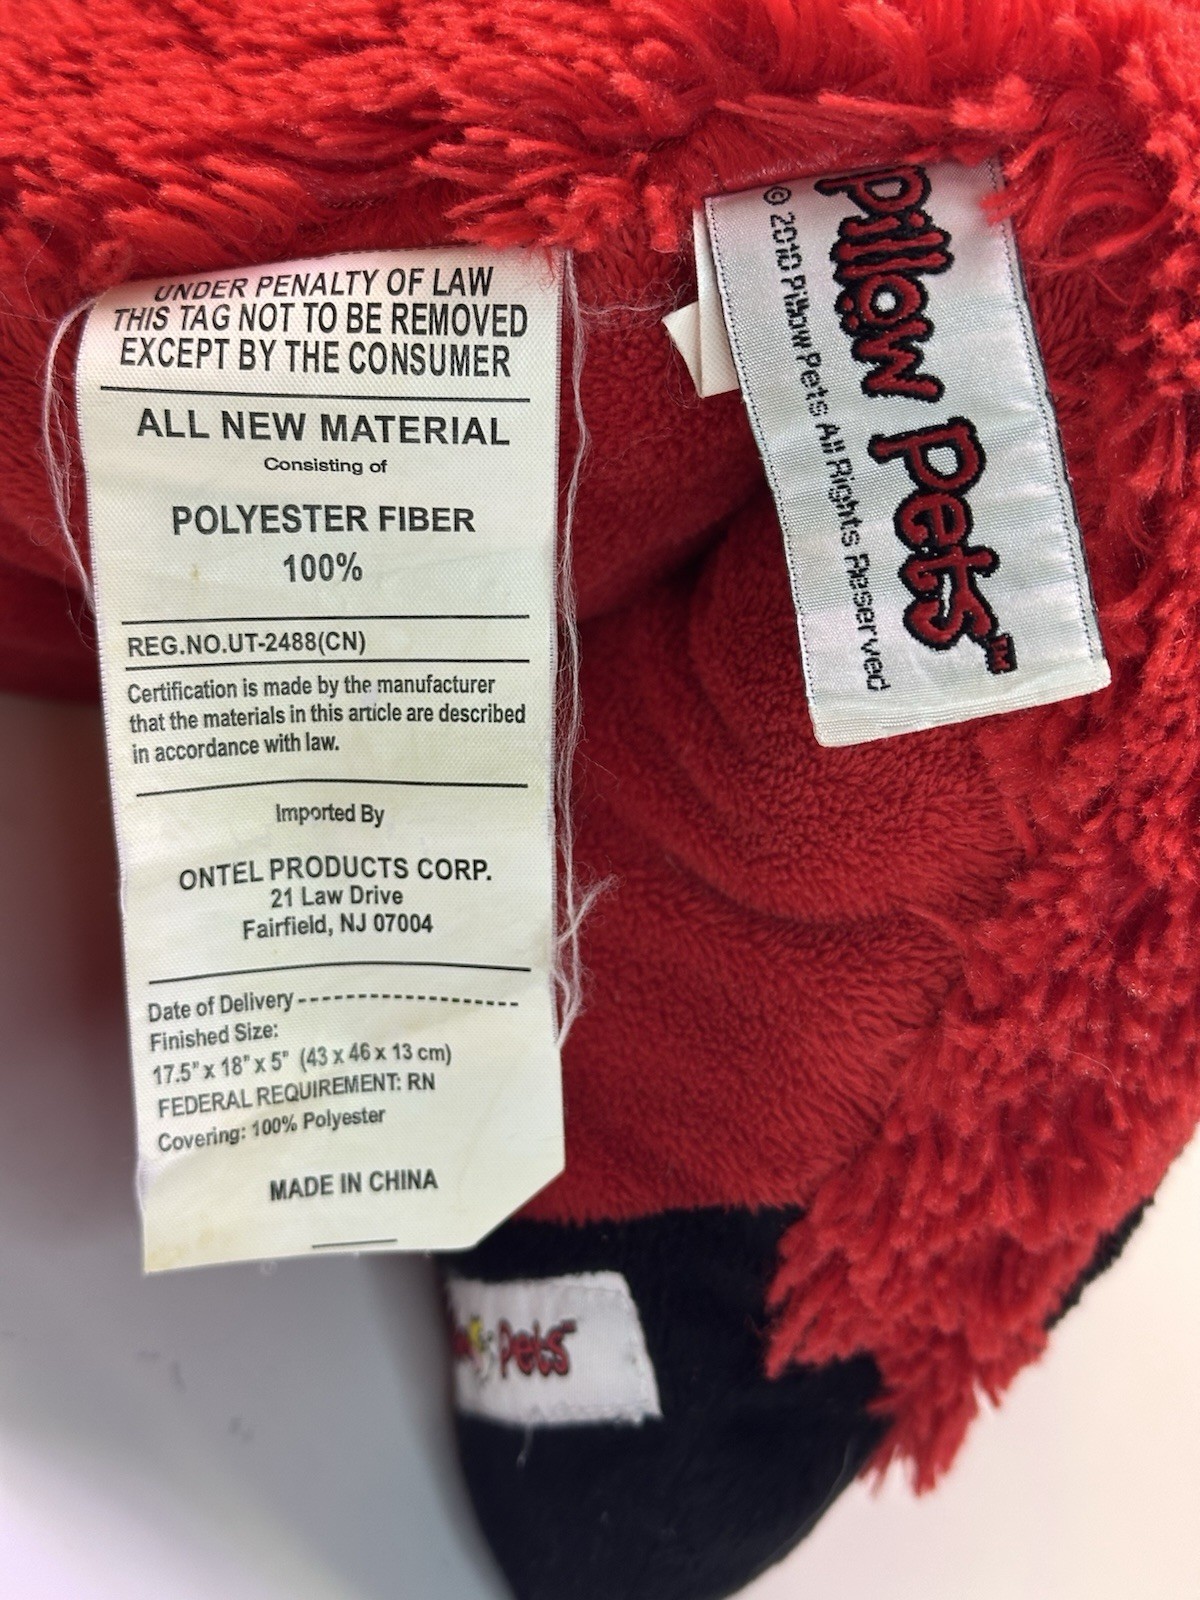 UNDER PENALTY OF LAW
THIS TAG NOT TO BE REMOVED
EXCEPT BY THE CONSUMER
ALL NEW MATERIAL
Consisting of
POLYESTER FIBER
100%
REG.NO.UT-2488(CN)
Certification is made by the manufacturer
that the materials in this article are described
in accordance with law.
Imported By
ONTEL PRODUCTS CORP.
21 Law Drive
Fairfield, NJ 07004
Date of Delivery----------------------
Finished Size:
17.5" x 18" x 5" (43 x 46 x 13 cm)
FEDERAL REQUIREMENT: RN
Covering: 100% Polyester
MADE IN CHINA
Pillow Pets™
© 2010 Pillow Pets All Rights Reserved
Pets™